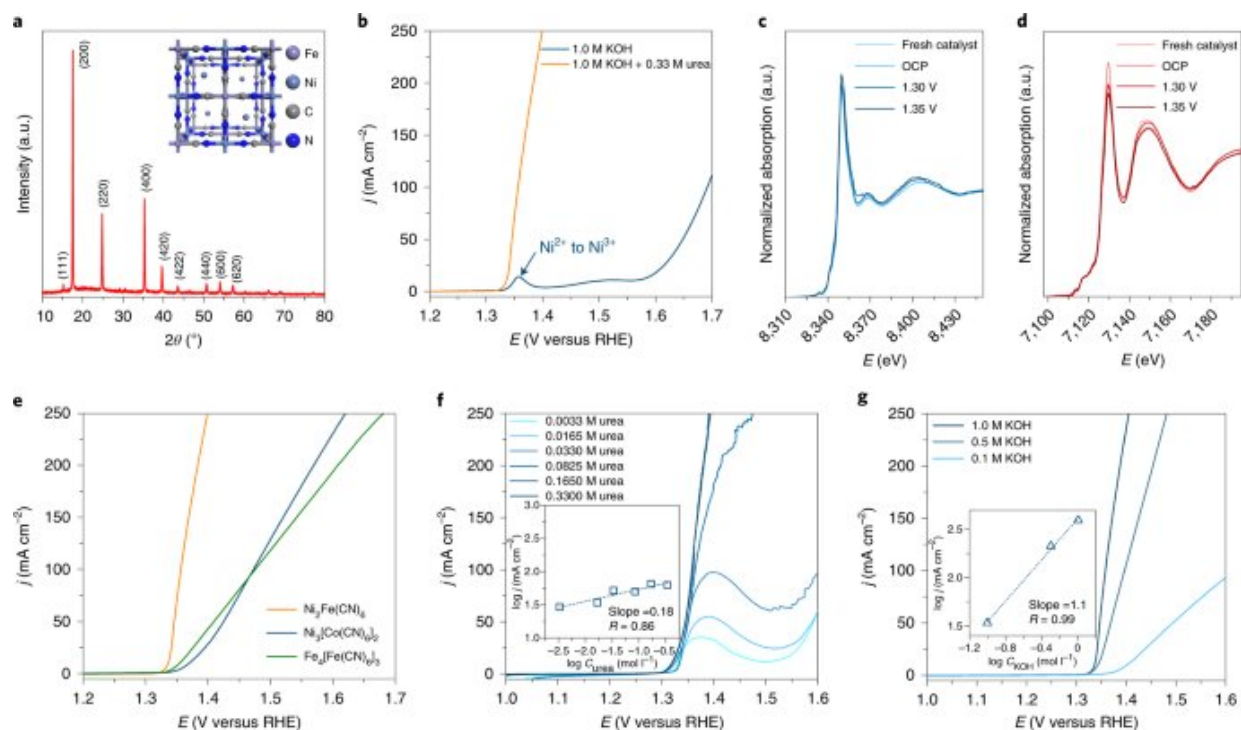 a
Intensity (a.u.)
(111)
(200)
(220)
(400)
(420)
(422)
(440)
(600)
(620)
Fe
Ni
C
N
10 20 30 40 50 60 70 80
2θ (°)
b
j (mA cm⁻²)
250
200
150
100
50
0
1.0 M KOH
1.0 M KOH + 0.33 M urea
Ni²⁺ to Ni³⁺
1.2 1.3 1.4 1.5 1.6 1.7
E (V versus RHE)
c
Normalized absorption (a.u.)
Fresh catalyst
OCP
1.30 V
1.35 V
8,310 8,340 8,370 8,400 8,430
E (eV)
d
Normalized absorption (a.u.)
Fresh catalyst
OCP
1.30 V
1.35 V
7,100 7,120 7,140 7,160 7,180
E (eV)
e
j (mA cm⁻²)
250
200
150
100
50
0
Ni₂Fe(CN)₆
Ni₃[Co(CN)₆]₂
Fe₄[Fe(CN)₆]₃
1.2 1.3 1.4 1.5 1.6 1.7
E (V versus RHE)
f
j (mA cm⁻²)
250
200
150
100
50
0
0.0033 M urea
0.0165 M urea
0.0330 M urea
0.0825 M urea
0.1650 M urea
0.3300 M urea
log j (mA cm⁻²)
3.0
2.5
2.0
1.5
1.0
Slope =0.18
R = 0.86
−2.5 −2.0 −1.5 −1.0 −0.5
log C urea (mol l⁻¹)
1.0 1.1 1.2 1.3 1.4 1.5 1.6
E (V versus RHE)
g
j (mA cm⁻²)
250
200
150
100
50
0
1.0 M KOH
0.5 M KOH
0.1 M KOH
log j (mA cm⁻²)
2.5
2.0
1.5
Slope =1.1
R = 0.99
−1.2 −0.8 −0.4 0
log C KOH (mol l⁻¹)
1.0 1.1 1.2 1.3 1.4 1.5 1.6
E (V versus RHE)